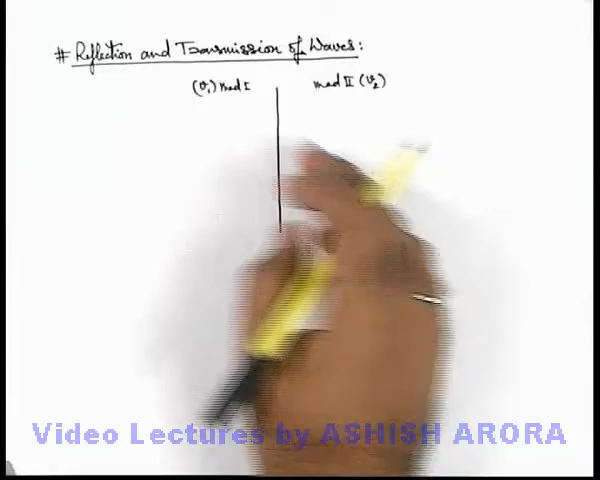 # Reflection and Transmission of Waves:
(v₁) med I med II (v₂)
Video Lectures by ASHISH ARORA